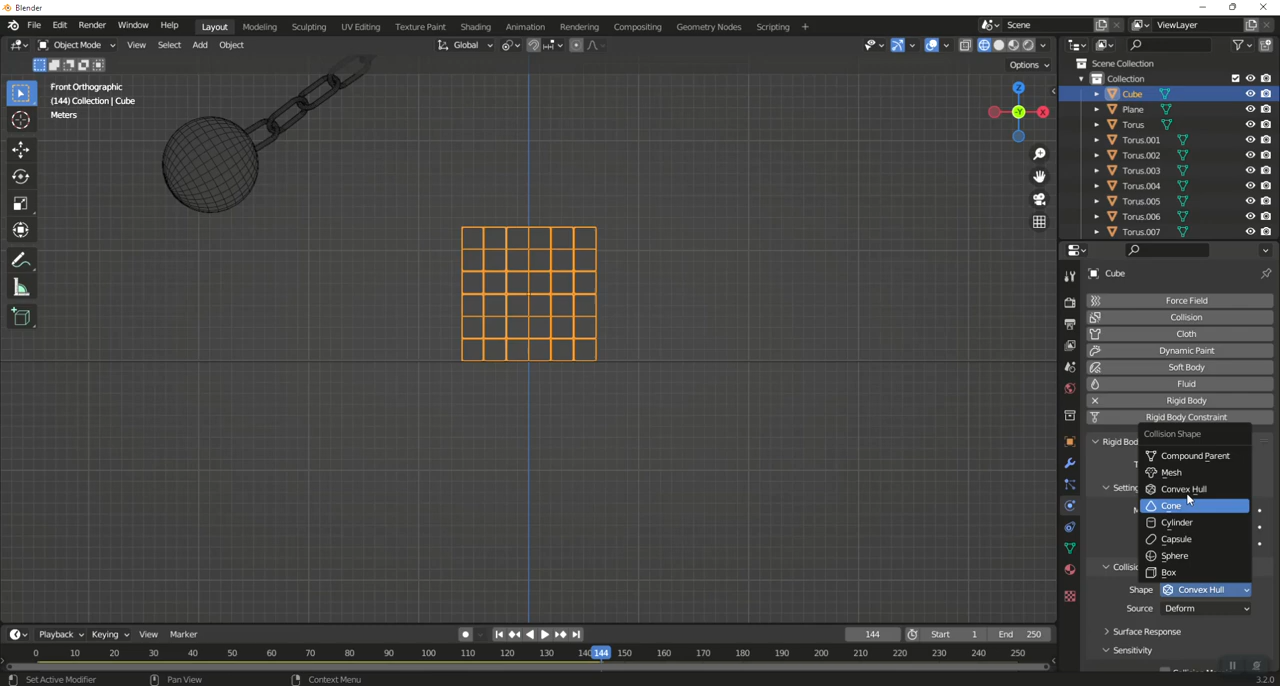 Blender
File Edit Render Window Help Layout Modeling Sculpting UV Editing Texture Paint Shading Animation Rendering Compositing Geometry Nodes Scripting + Scene ViewLayer
Object Mode View Select Add Object Global
Options
Front Orthographic
(144) Collection | Cube
Meters
Z
X
-Y
Scene Collection
Collection
Cube
Plane
Torus
Torus.001
Torus.002
Torus.003
Torus.004
Torus.005
Torus.006
Torus.007
Cube
Force Field
Collision
Cloth
Dynamic Paint
Soft Body
Fluid
Rigid Body
Rigid Body Constraint
Collision Shape
Rigid Bod
Compound Parent
T
Mesh
Setting
Convex Hull
Cone
M
Cylinder
Capsule
Sphere
Collisio
Box
Shape Convex Hull
Source Deform
Surface Response
Sensitivity
Playback Keying View Marker 144 Start 1 End 250
0 10 20 30 40 50 60 70 80 90 100 110 120 130 140 144 150 160 170 180 190 200 210 220 230 240 250
Set Active Modifier Pan View Context Menu 3.2.0